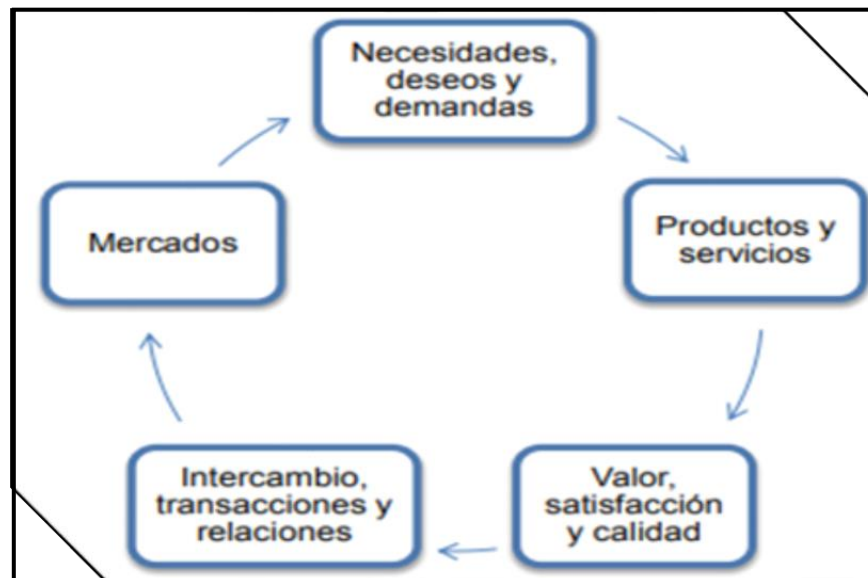 Necesidades,
deseos y
demandas
Productos y
servicios
Valor,
satisfacción
y calidad
Intercambio,
transacciones y
relaciones
Mercados